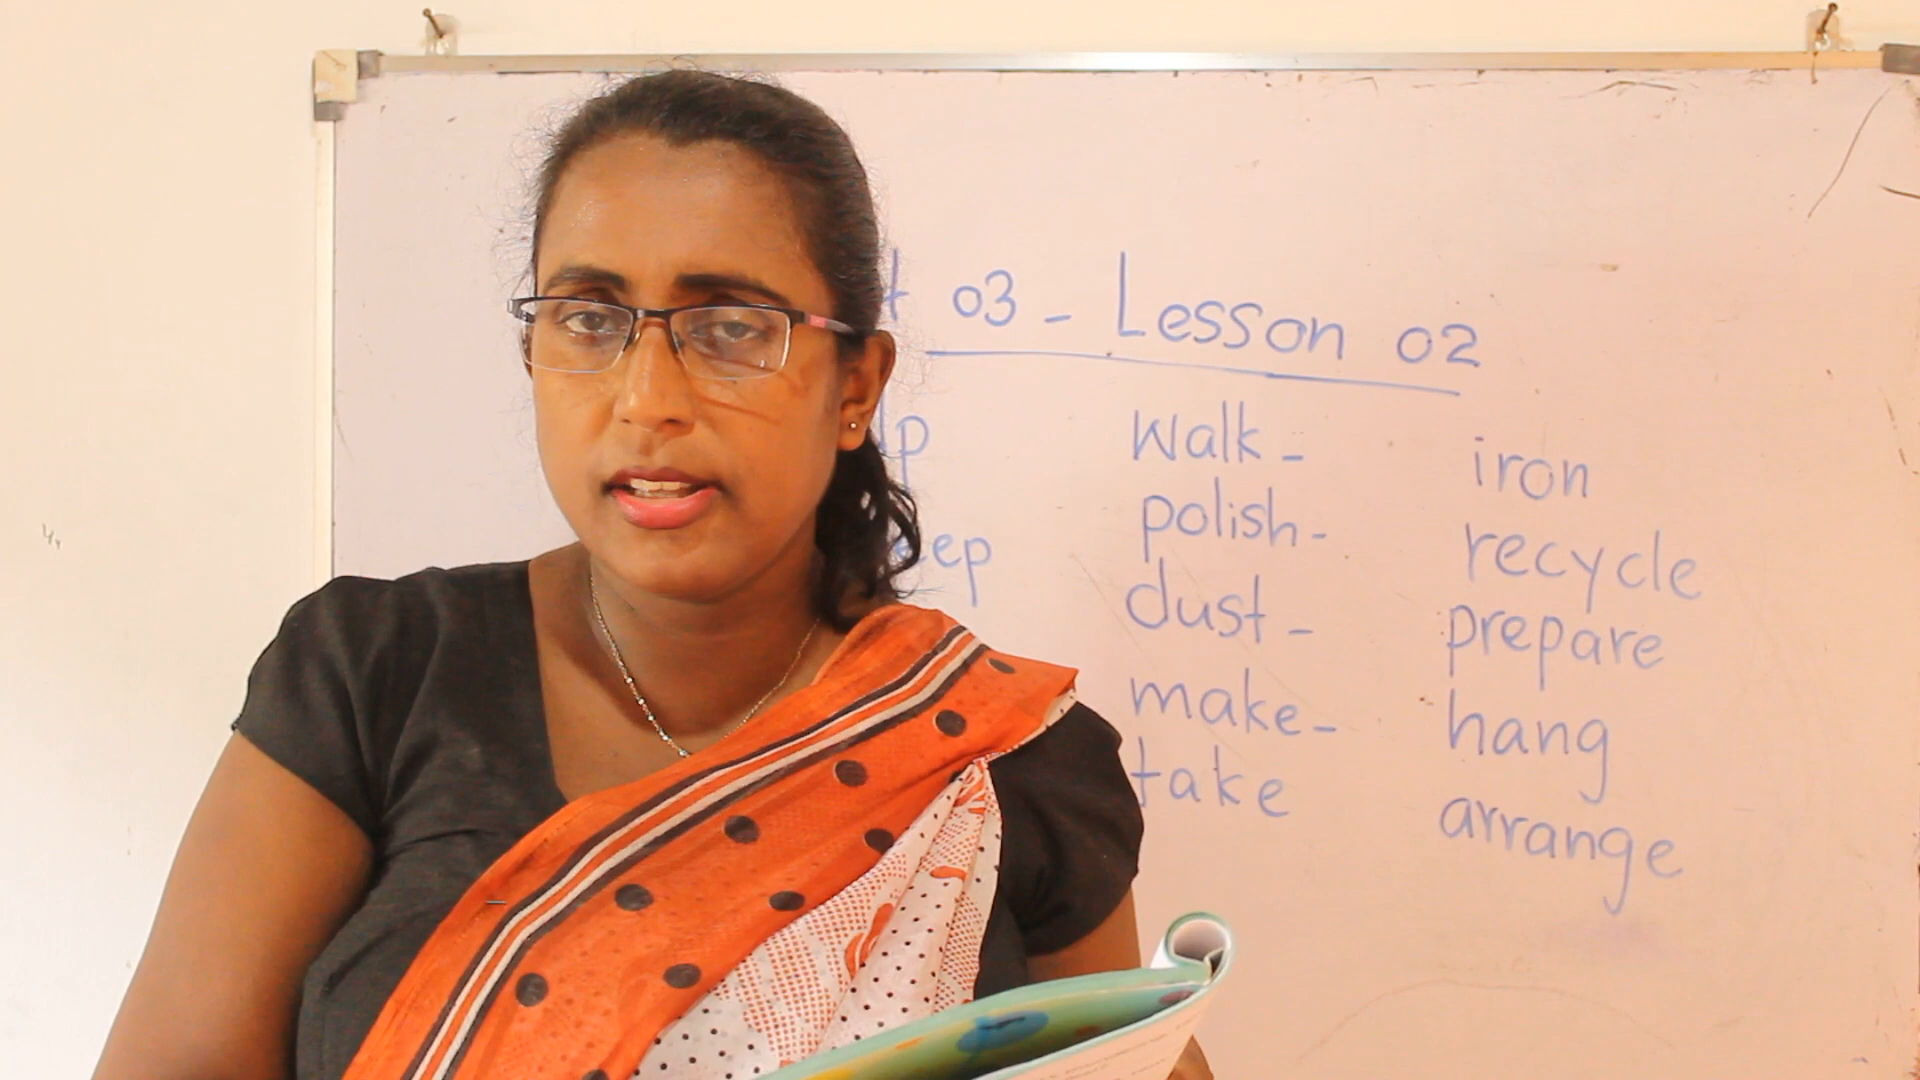 03 - Lesson 02
walk -
polish -
dust -
make -
take
iron
recycle
prepare
hang
arrange